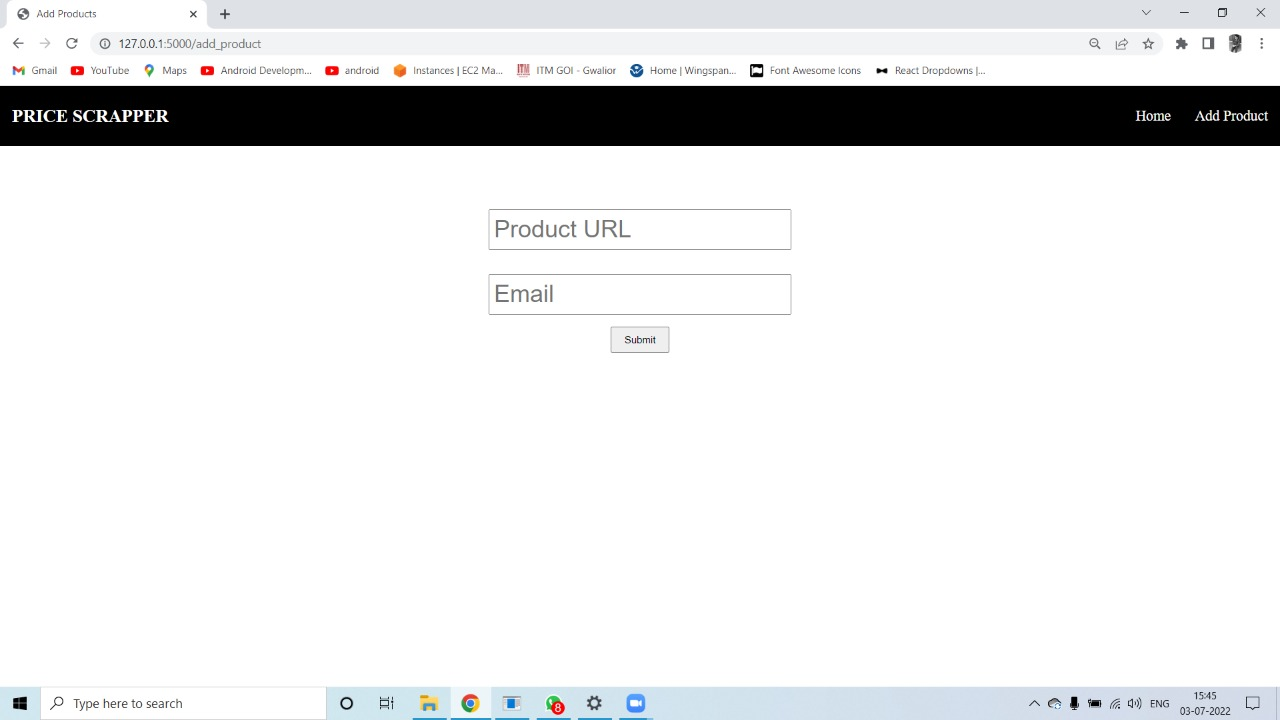 Add Products
127.0.0.1:5000/add_product
Gmail
YouTube
Maps
Android Developm...
android
Instances | EC2 Ma...
ITM GOI - Gwalior
Home | Wingspan...
Font Awesome Icons
React Dropdowns |...
PRICE SCRAPPER
Home
Add Product
Product URL
Email
Submit
Type here to search
8
ENG
15:45
03-07-2022